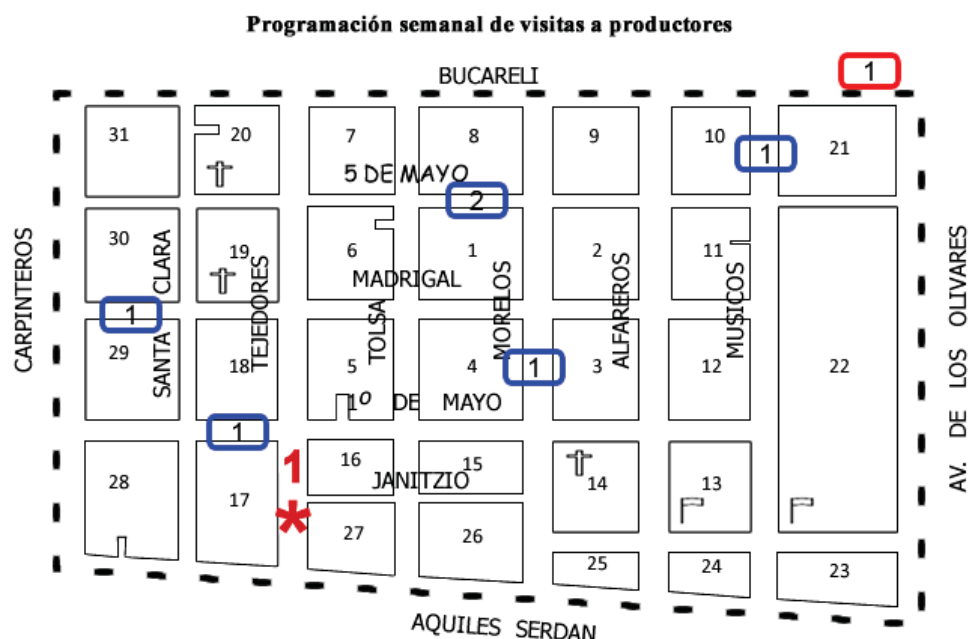 Programación semanal de visitas a productores
1
BUCARELI
31
20
7
8
9
10
1
21
5 DE MAYO
2
CARPINTEROS
30
SANTA CLARA
19
TEJEDORES
6
MADRIGAL
TOLSA
1
MORELOS
2
ALFAREROS
11
MUSICOS
AV. DE LOS OLIVARES
1
29
18
5
4
1
3
12
22
1º DE MAYO
1
28
17
1
*
16
15
JANITZIO
14
13
27
26
25
24
23
AQUILES SERDAN